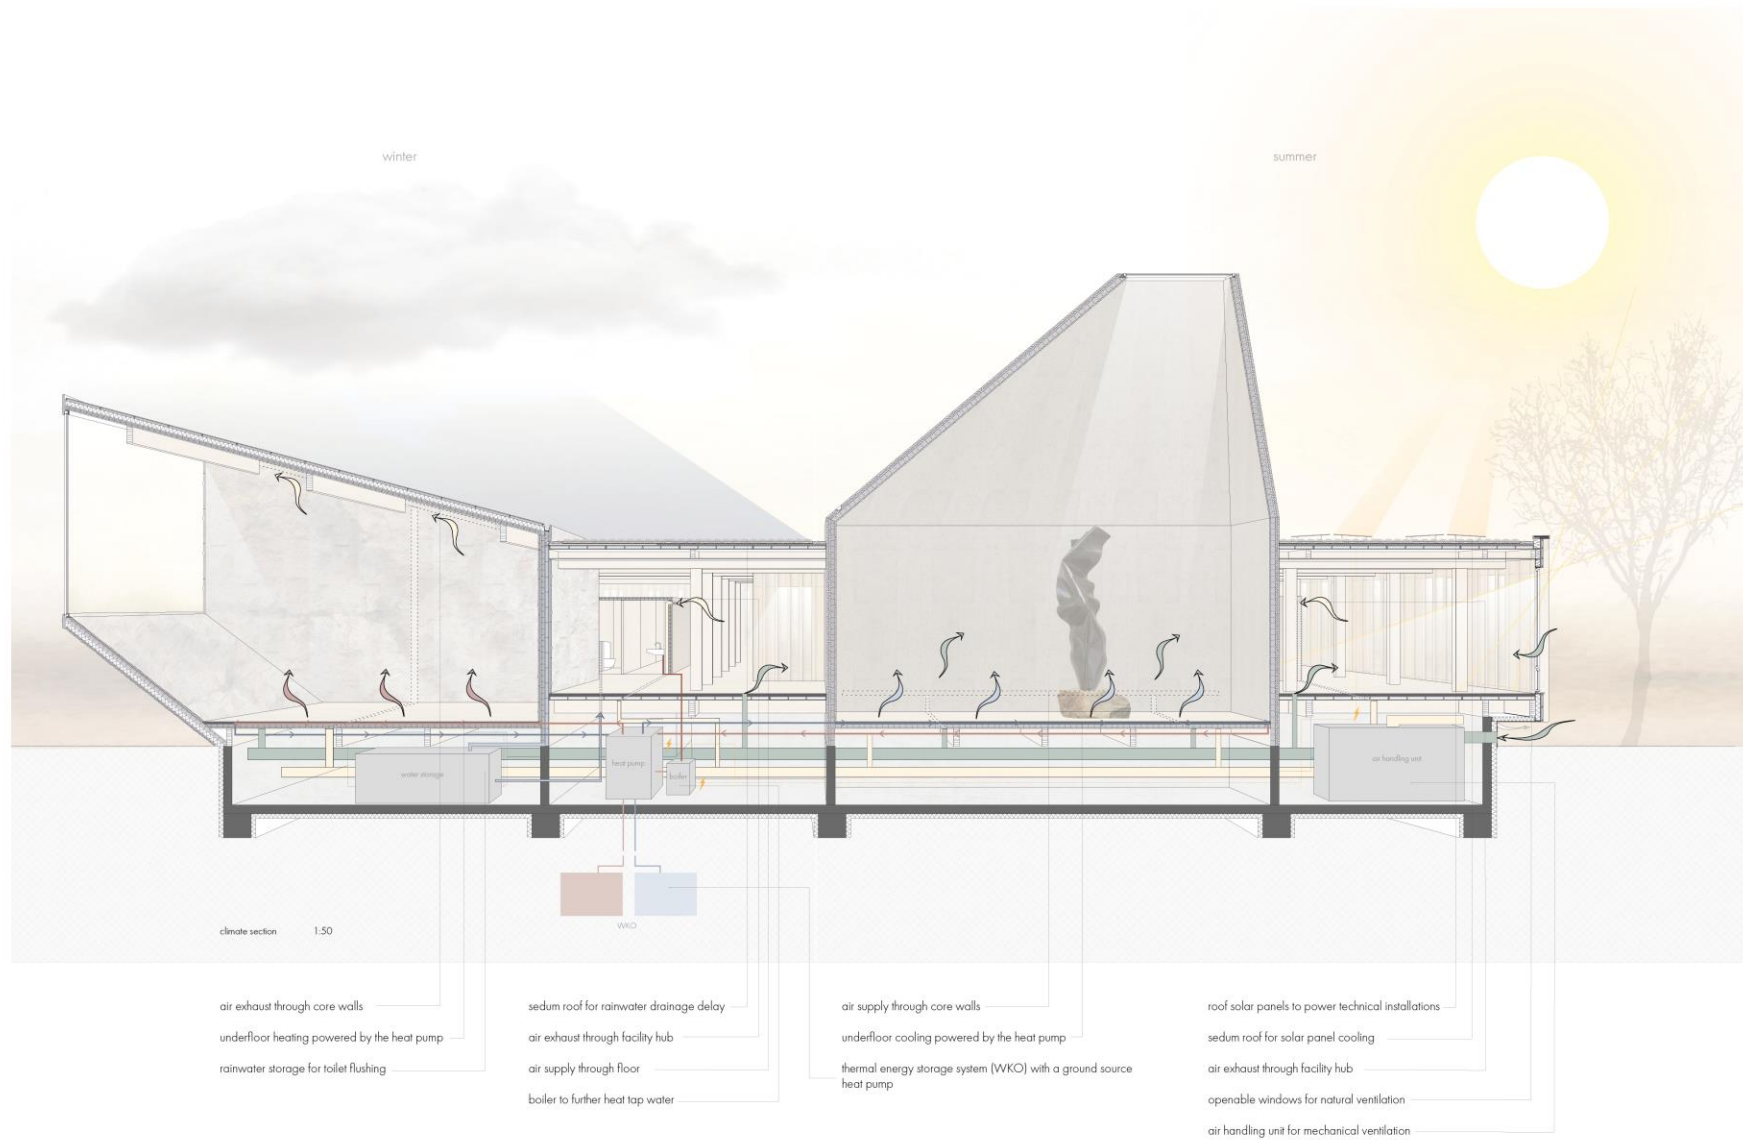 winter
summer
water storage
heat pump
boiler
air handling unit
WKO
climate section 1:50
air exhaust through core walls
underfloor heating powered by the heat pump
rainwater storage for toilet flushing
sedum roof for rainwater drainage delay
air exhaust through facility hub
air supply through floor
boiler to further heat tap water
air supply through core walls
underfloor cooling powered by the heat pump
thermal energy storage system (WKO) with a ground source
heat pump
roof solar panels to power technical installations
sedum roof for solar panel cooling
air exhaust through facility hub
openable windows for natural ventilation
air handling unit for mechanical ventilation